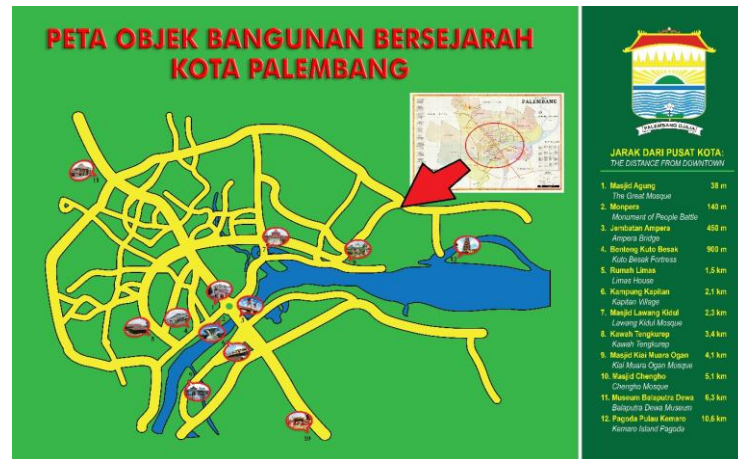 PETA OBJEK BANGUNAN BERSEJARAH
KOTA PALEMBANG
PALEMBANG
PALEMBANG DARUSSALAM
JARAK DARI PUSAT KOTA:
THE DISTANCE FROM DOWNTOWN
1. Masjid Agung 38 m
The Great Mosque
2. Monpera 140 m
Monument of People Battle
3. Jembatan Ampera 450 m
Ampera Bridge
4. Benteng Kuto Besak 900 m
Kuto Besak Fortress
5. Rumah Limas 1,5 km
Limas House
6. Kampung Kapitan 2,1 km
Kapitan Village
7. Masjid Lawang Kidul 2,3 km
Lawang Kidul Mosque
8. Kawah Tengkurep 3,4 km
Kawah Tengkurep
9. Masjid Kiai Muara Ogan 4,1 km
Kiai Muara Ogan Mosque
10. Masjid Chengho 5,1 km
Chengho Mosque
11. Museum Balaputra Dewa 6,3 km
Balaputra Dewa Museum
12. Pagoda Pulau Kemaro 10,6 km
Kemaro Island Pagoda